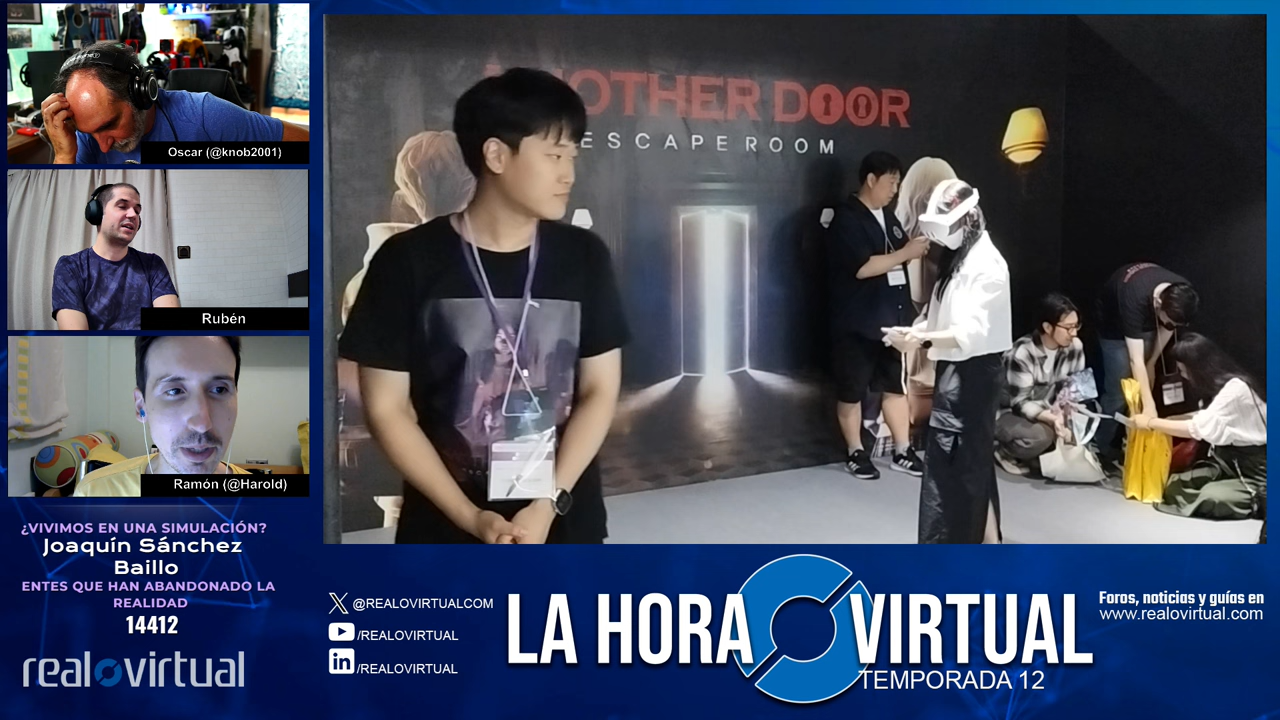 Oscar (@knob2001)
Rubén
Ramón (@Harold)
¿VIVIMOS EN UNA SIMULACIÓN?
Joaquín Sánchez
Baillo
ENTES QUE HAN ABANDONADO LA
REALIDAD
14412
realovirtual
DOOR
ESCAPE ROOM
@REALOVIRTUALCOM
/REALOVIRTUAL
/REALOVIRTUAL
LA HORA VIRTUAL
TEMPORADA 12
Foros, noticias y guías en
www.realovirtual.com